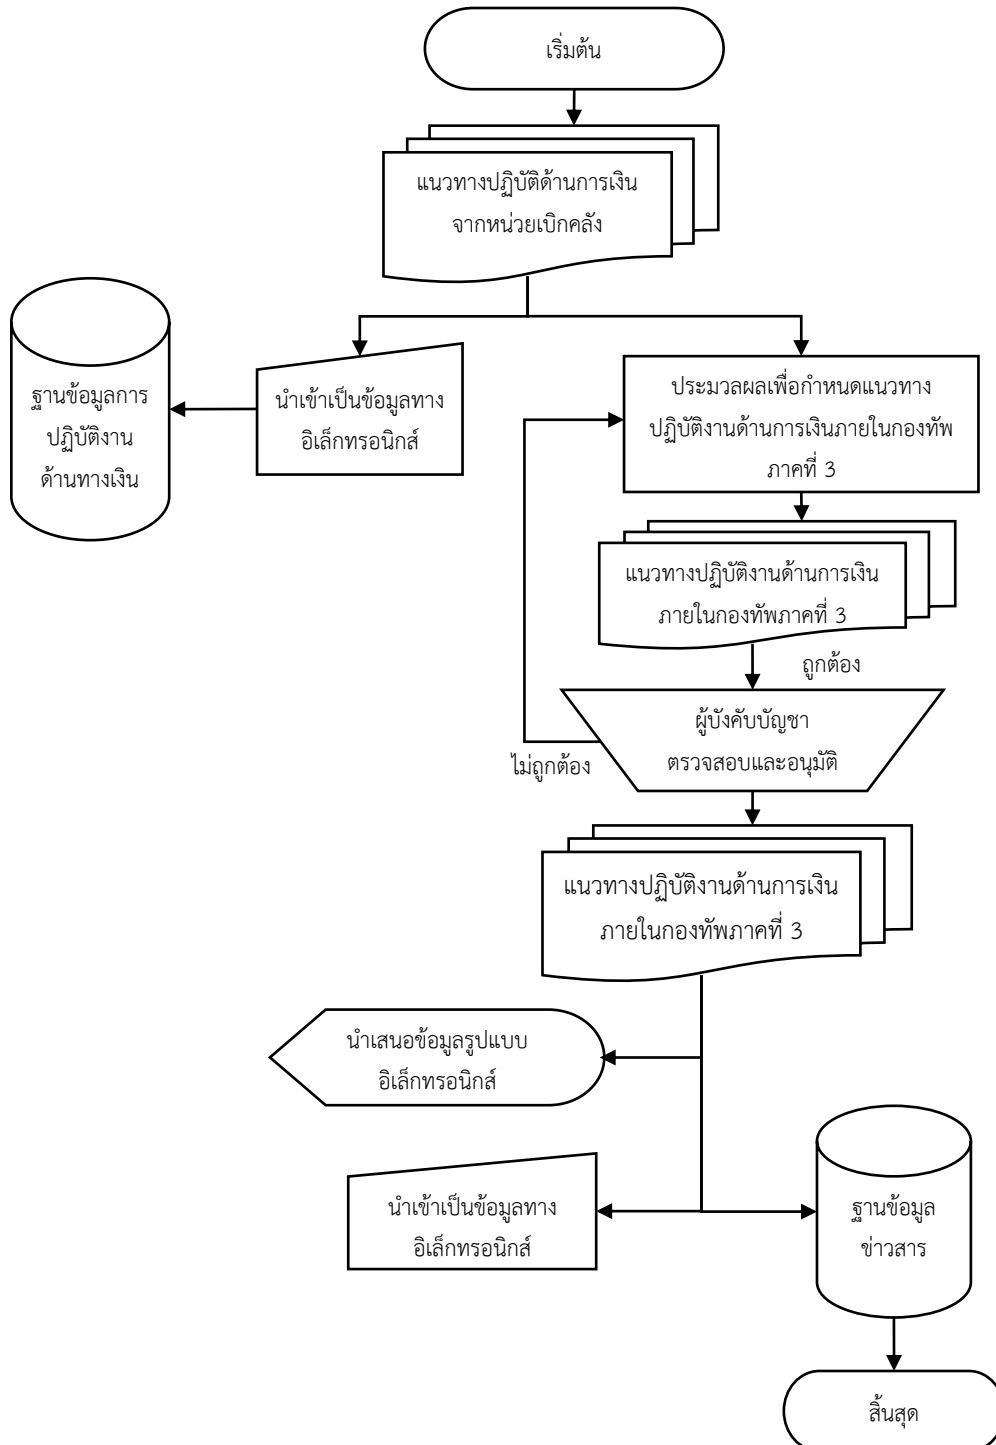 เริ่มต้น
แนวทางปฏิบัติด้านการเงิน
จากหน่วยเบิกคลัง
ฐานข้อมูลการ
ปฏิบัติงาน
ด้านทางเงิน
นำเข้าเป็นข้อมูลทาง
อิเล็กทรอนิกส์
ประมวลผลเพื่อกำหนดแนวทาง
ปฏิบัติงานด้านการเงินภายในกองทัพ
ภาคที่ 3
แนวทางปฏิบัติงานด้านการเงิน
ภายในกองทัพภาคที่ 3
ถูกต้อง
ผู้บังคับบัญชา
ตรวจสอบและอนุมัติ
ไม่ถูกต้อง
แนวทางปฏิบัติงานด้านการเงิน
ภายในกองทัพภาคที่ 3
นำเสนอข้อมูลรูปแบบ
อิเล็กทรอนิกส์
นำเข้าเป็นข้อมูลทาง
อิเล็กทรอนิกส์
ฐานข้อมูล
ข่าวสาร
สิ้นสุด